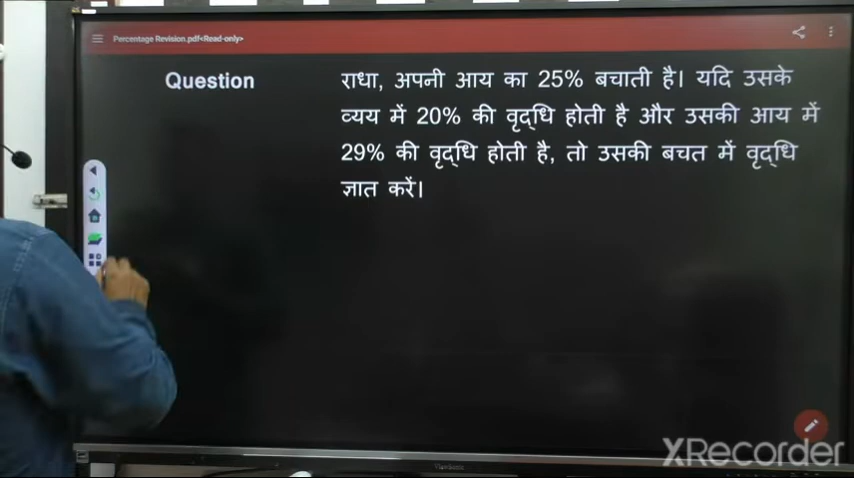 Percentage Revision.pdf<Read-only>
Question
राधा, अपनी आय का 25% बचाती है। यदि उसके
व्यय में 20% की वृद्धि होती है और उसकी आय में
29% की वृद्धि होती है, तो उसकी बचत में वृद्धि
ज्ञात करें।
ViewSonic
XRecorder